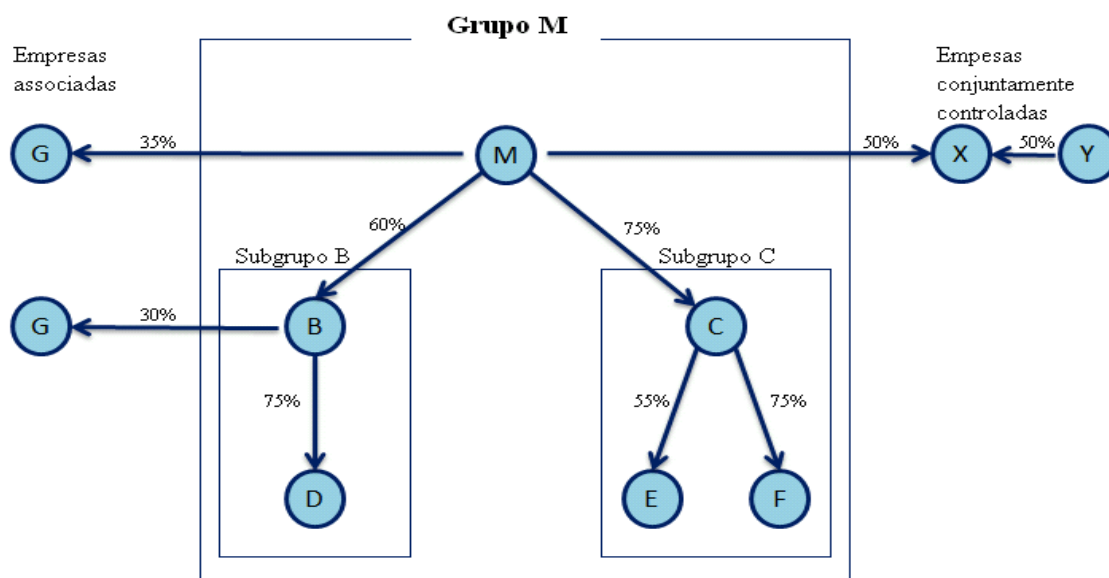 Grupo M
Empresas
associadas
Empesas
conjuntamente
controladas
G
35%
M
50%
X
50%
Y
60%
75%
Subgrupo B
Subgrupo C
G
30%
B
C
75%
55%
75%
D
E
F